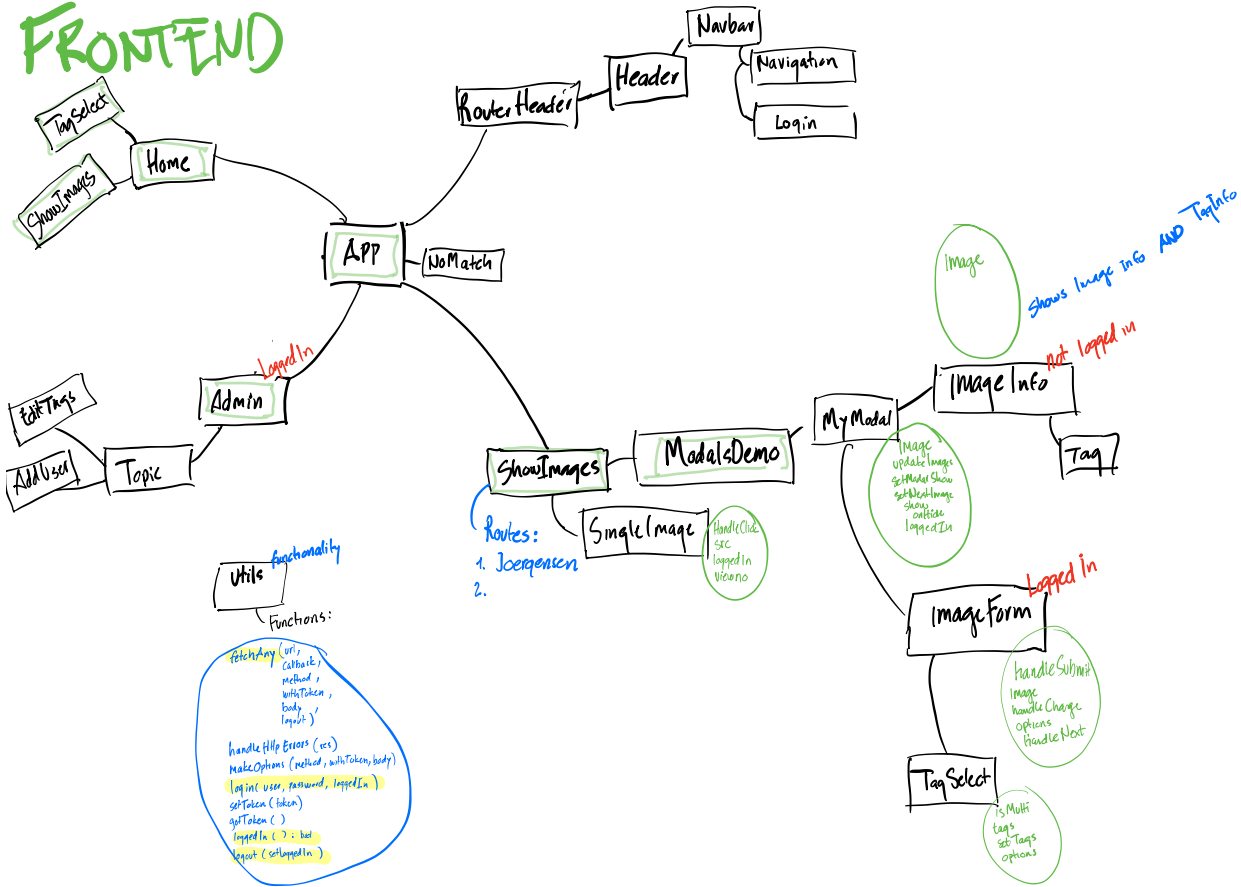 FRONTEND
Navbar
Navigation
Login
Header
RouterHeader
TagSelect
Home
ShowImages
APP
NoMatch
LoggedIn
Admin
EditTags
AddUser
Topic
image
Shows Image info AND TagInfo
not logged in
IMageInfo
Tag
MyModal
IMage
updateImages
setModalShow
setNextImage
show
onHide
loggedIn
ModalsDemo
ShowImages
Routes:
1. Joergensen
2.
SingleImage
HandleClick
src
loggedIn
viewno
Logged in
ImageForm
handleSubmit
image
handleChange
options
HandleNext
TagSelect
isMulti
tags
setTags
options
Utils
functionality
Functions:
fetchAny (url,
callback,
method,
withToken,
body,
logout)
handleHttpErrors (res)
makeOptions (method, withToken, body)
login( user, password, loggedIn )
setToken (token)
getToken ( )
loggedIn ( ) : bool
logout (setLoggedIn )